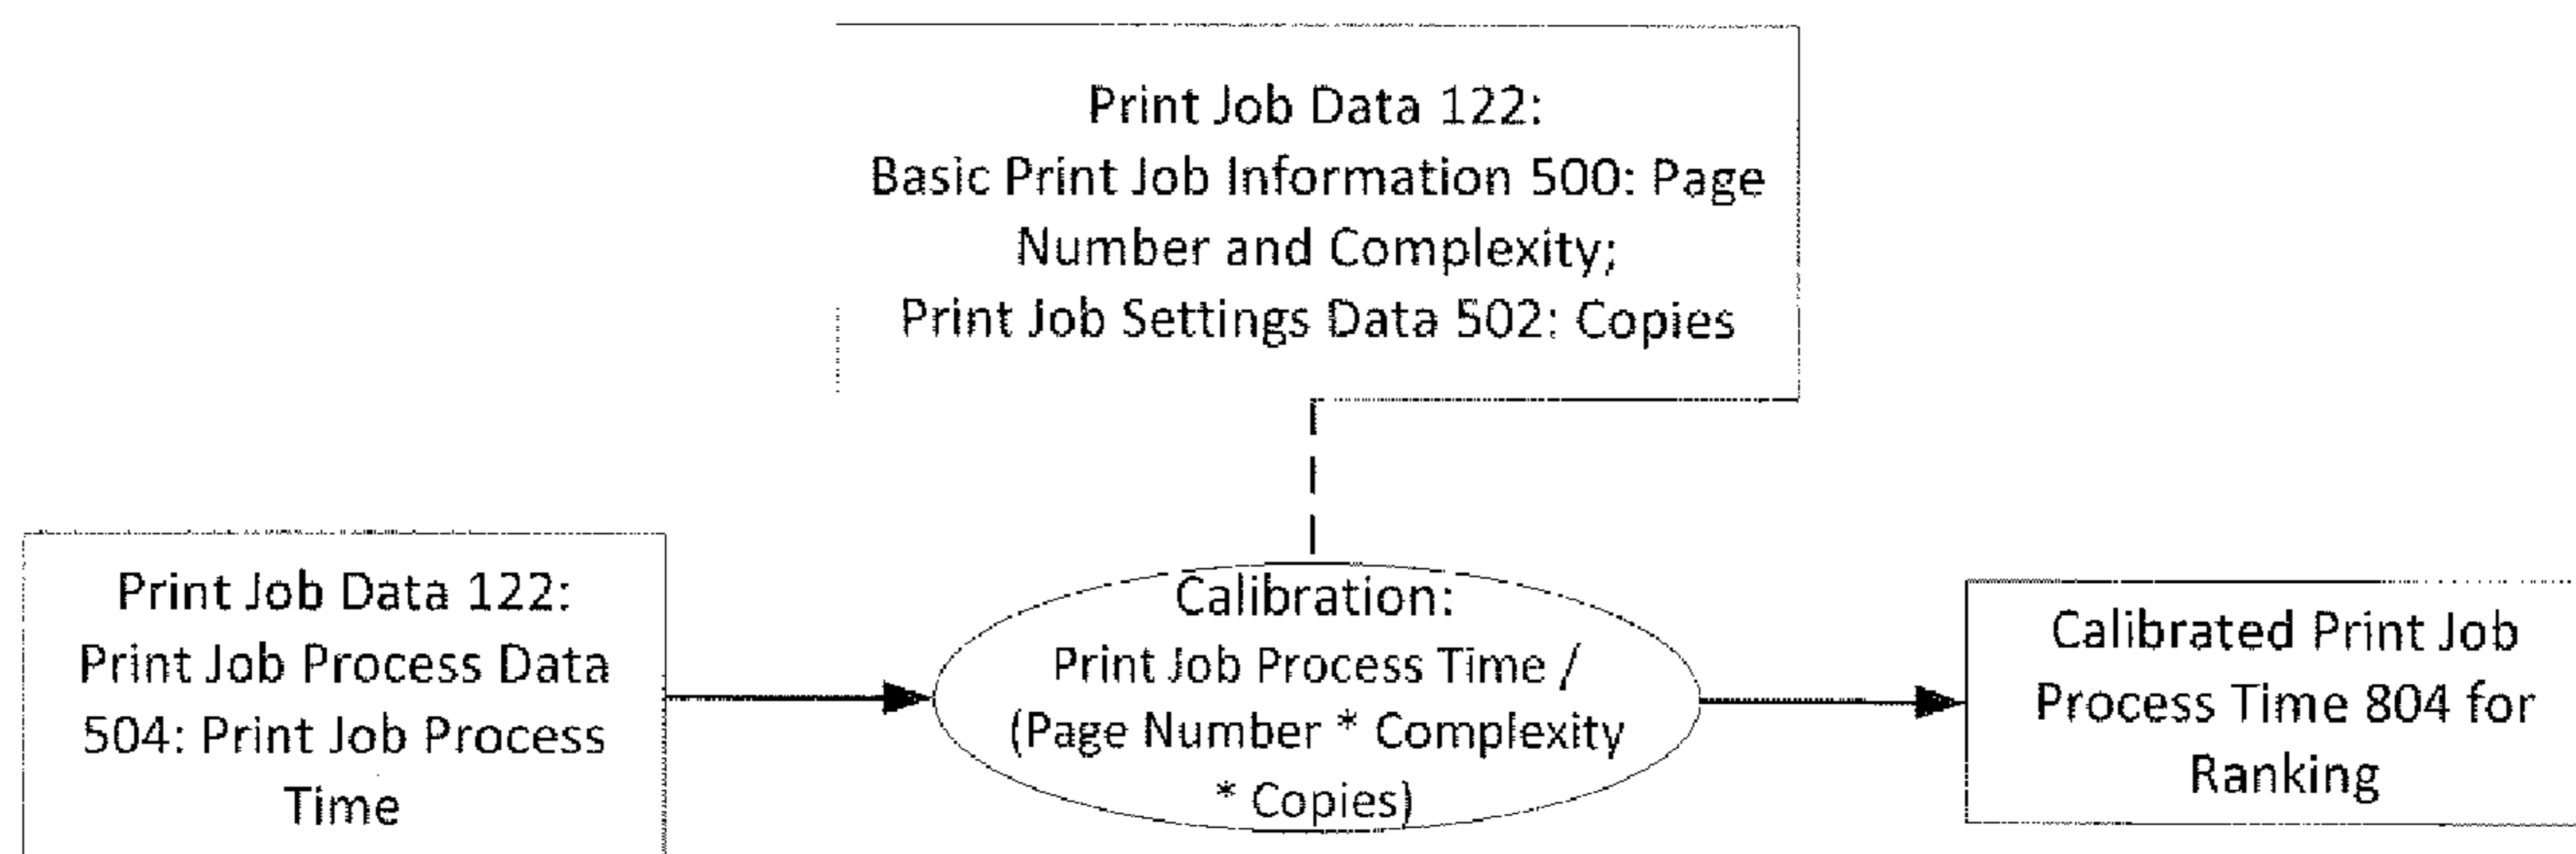 Print Job Data 122:
Basic Print Job Information 500: Page
Number and Complexity;
Print Job Settings Data 502: Copies
Print Job Data 122:
Print Job Process Data
504: Print Job Process
Time
Calibration:
Print Job Process Time /
(Page Number * Complexity
* Copies)
Calibrated Print Job
Process Time 804 for
Ranking